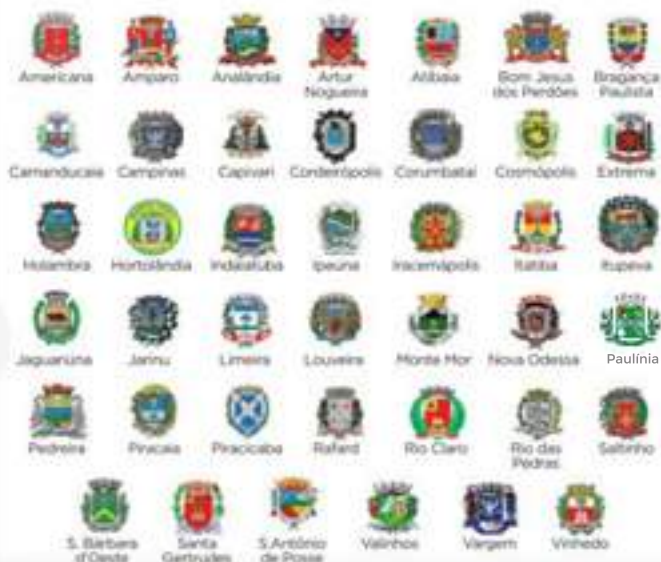 Americana Amparo Analândia Artur Atibaia Bom Jesus Bragança
Nogueira dos Perdões Paulista
Camanducaia Campinas Capivari Cordeirópolis Corumbataí Cosmópolis Extrema
Holambra Hortolândia Indaiatuba Ipeúna Iracemápolis Itatiba Itupeva
Jaguariúna Jarinu Limeira Louveira Monte Mor Nova Odessa Paulínia
Pedreira Piracaia Piracicaba Rafard Rio Claro Rio das Saltinho
Pedras
S. Bárbara Santa S.Antônio Valinhos Vargem Vinhedo
d'Oeste Gertrudes de Posse